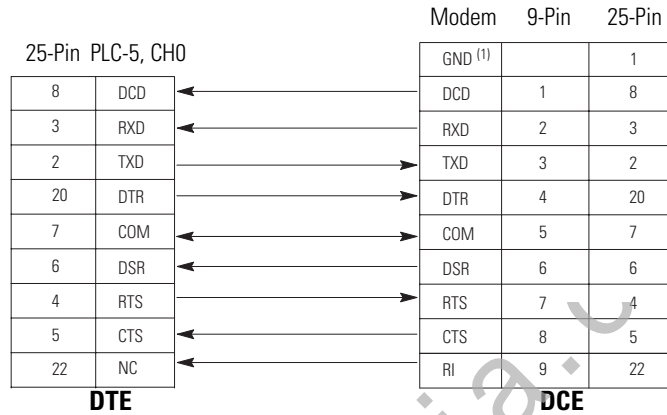 Modem 9-Pin 25-Pin
25-Pin PLC-5, CH0
GND (1) 1
8 DCD DCD 1 8
3 RXD RXD 2 3
2 TXD TXD 3 2
20 DTR DTR 4 20
7 COM COM 5 7
6 DSR DSR 6 6
4 RTS RTS 7 4
5 CTS CTS 8 5
22 NC RI 9 22
DTE DCE